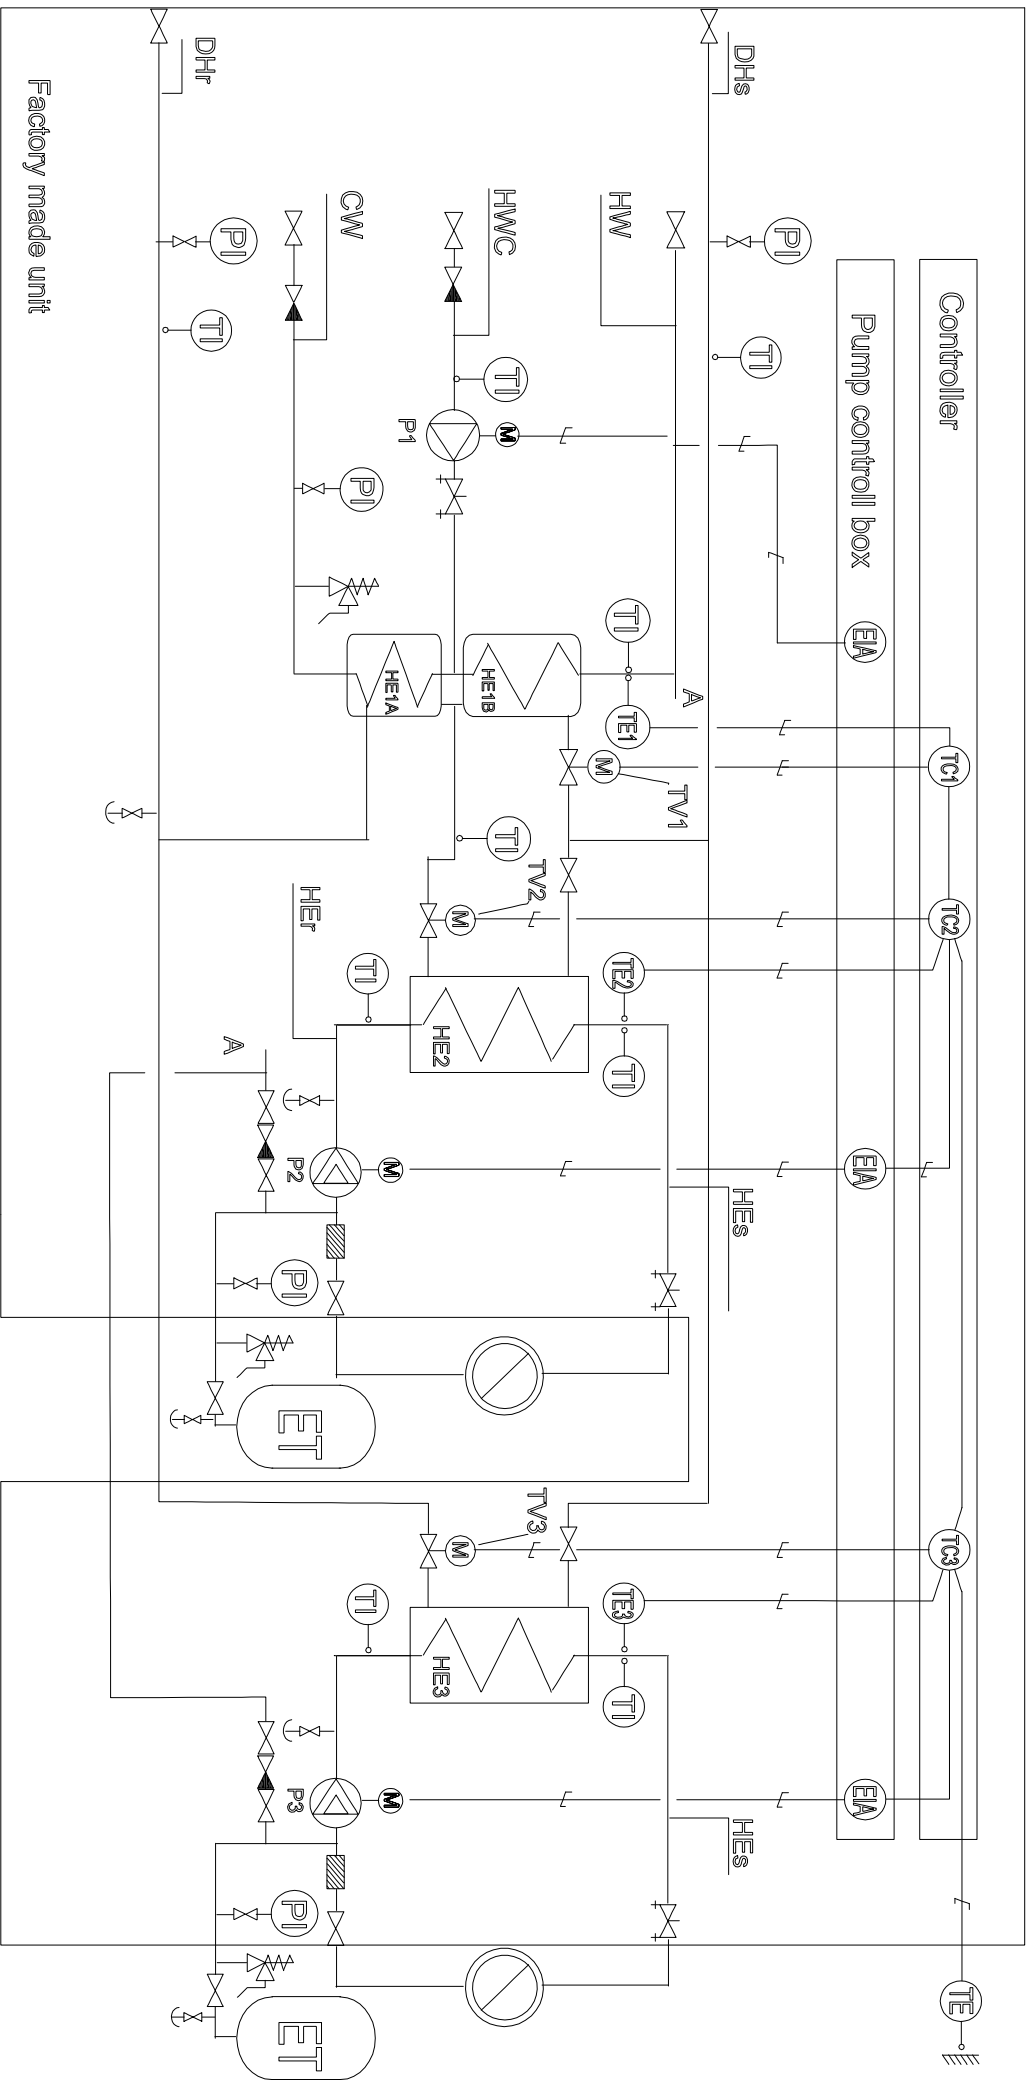 Controller
TC1
TC2
TC3
TE
Pump controll box
EIA
EIA
EIA
DHs
PI
TI
HEs
HEs
HW
A
TI
TE1
M
TV1
TE2
TI
TE3
TI
HWC
TI
M
P1
HE1B
TI
TV2
M
TV3
M
HE2
HE3
CW
PI
HE1A
TI
M
TI
M
HEr
P2
PI
ET
P3
PI
ET
A
DHr
PI
TI
Factory made unit